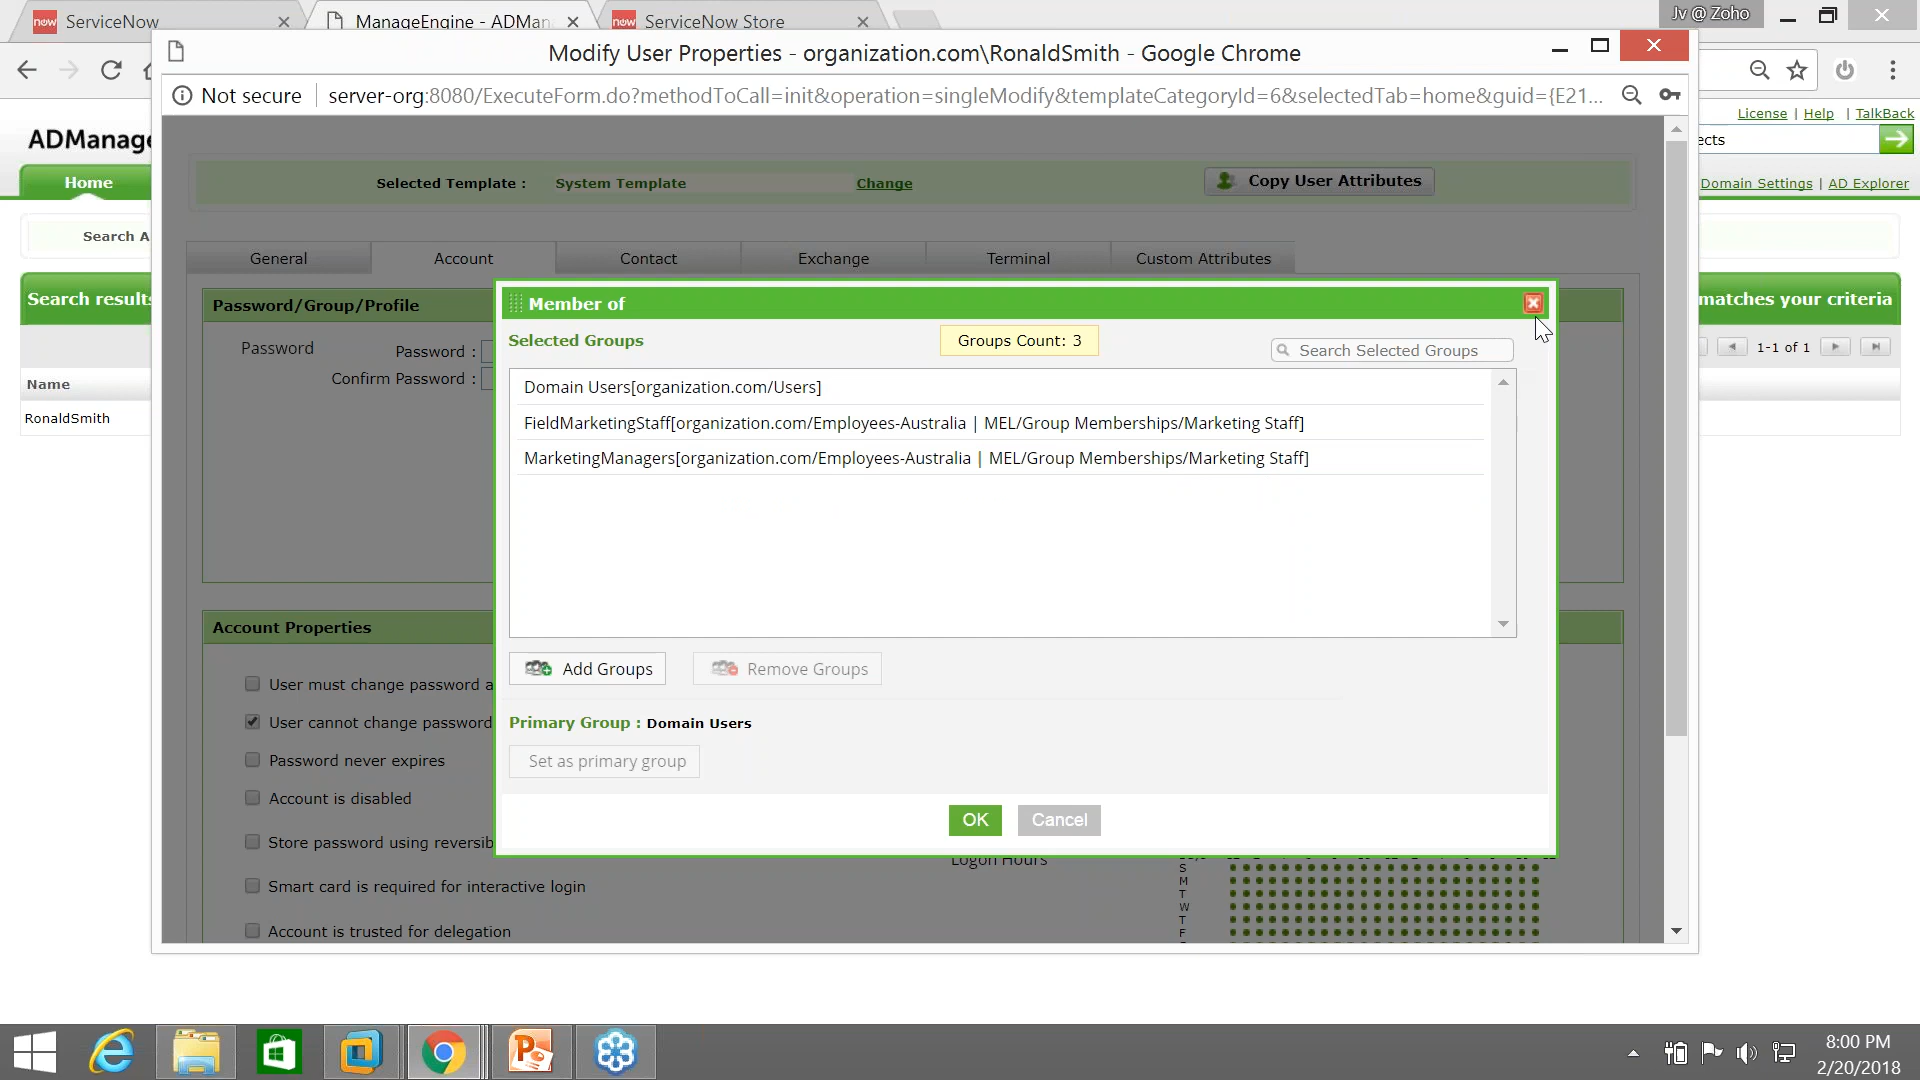 ServiceNow
ManageEngine - ADMan
ServiceNow Store
Jv @ Zoho
Modify User Properties - organization.com\RonaldSmith - Google Chrome
Not secure
server-org:8080/ExecuteForm.do?methodToCall=init&operation=singleModify&templateCategoryId=6&selectedTab=home&guid={E21...
License | Help | TalkBack
ADManage
ects
Home
Domain Settings | AD Explorer
Selected Template :
System Template
Change
Copy User Attributes
Search A
General
Account
Contact
Exchange
Terminal
Custom Attributes
Search results
matches your criteria
Password/Group/Profile
Member of
Selected Groups
Groups Count: 3
Search Selected Groups
Password
Password :
Confirm Password :
1-1 of 1
Name
RonaldSmith
Domain Users[organization.com/Users]
FieldMarketingStaff[organization.com/Employees-Australia | MEL/Group Memberships/Marketing Staff]
MarketingManagers[organization.com/Employees-Australia | MEL/Group Memberships/Marketing Staff]
Add Groups
Remove Groups
Primary Group : Domain Users
Set as primary group
OK
Cancel
Account Properties
User must change password a
User cannot change password
Password never expires
Account is disabled
Store password using reversib
Smart card is required for interactive login
Account is trusted for delegation
Logon Hours
S
M
T
W
T
F
8:00 PM
2/20/2018